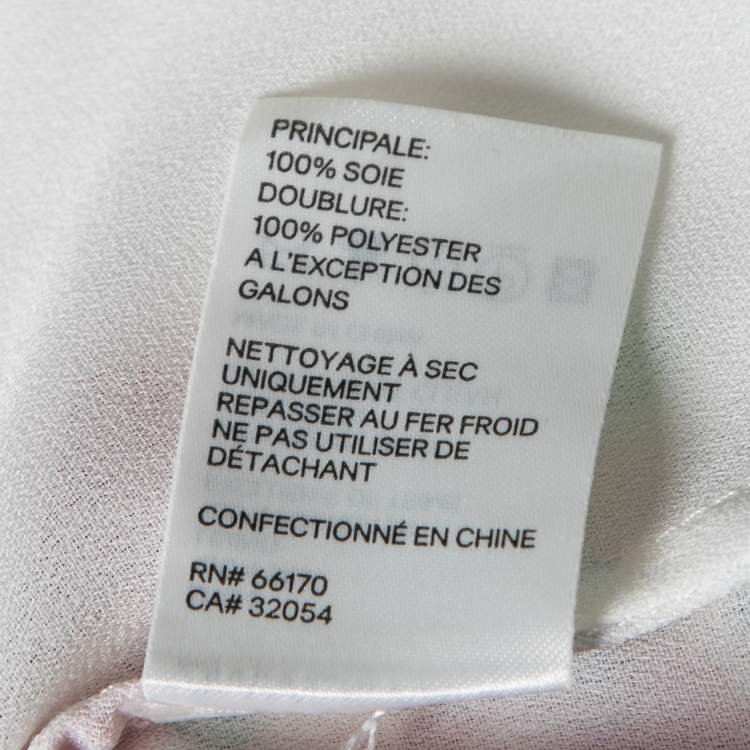 PRINCIPALE:
100% SOIE
DOUBLURE:
100% POLYESTER
A L'EXCEPTION DES
GALONS
NETTOYAGE À SEC
UNIQUEMENT
REPASSER AU FER FROID
NE PAS UTILISER DE
DÉTACHANT
CONFECTIONNÉ EN CHINE
RN# 66170
CA# 32054